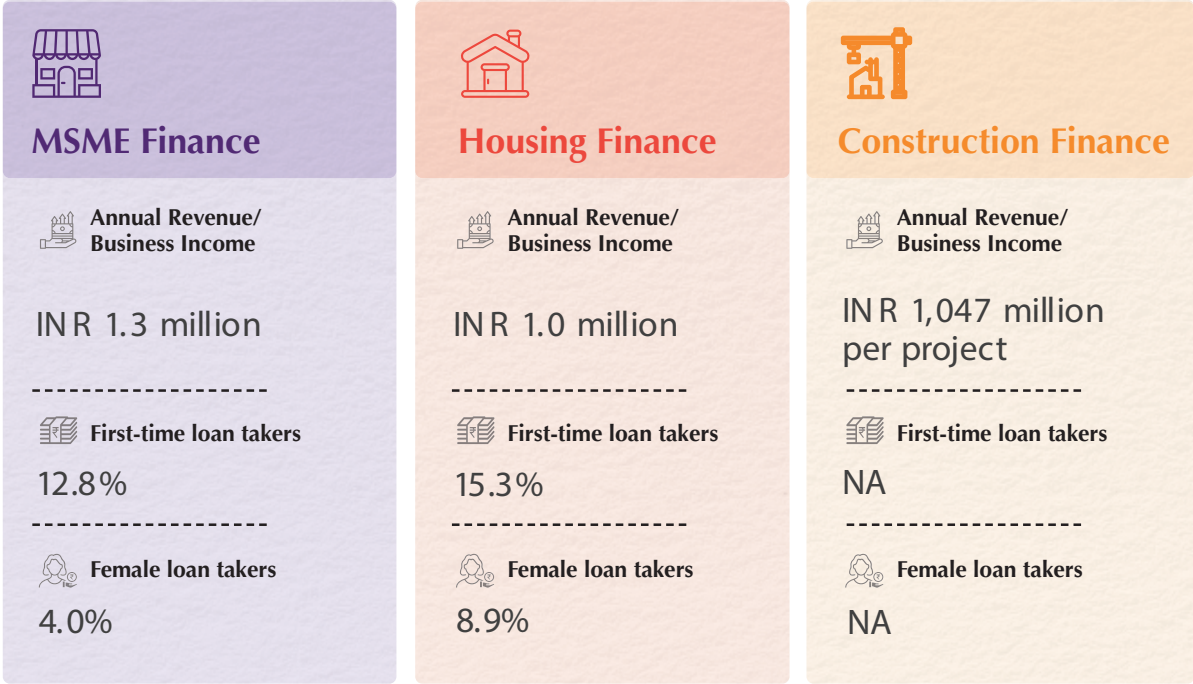 MSME Finance
Annual Revenue/
Business Income
INR 1.3 million
First-time loan takers
12.8%
Female loan takers
4.0%
Housing Finance
Annual Revenue/
Business Income
INR 1.0 million
First-time loan takers
15.3%
Female loan takers
8.9%
Construction Finance
Annual Revenue/
Business Income
INR 1,047 million
per project
First-time loan takers
NA
Female loan takers
NA